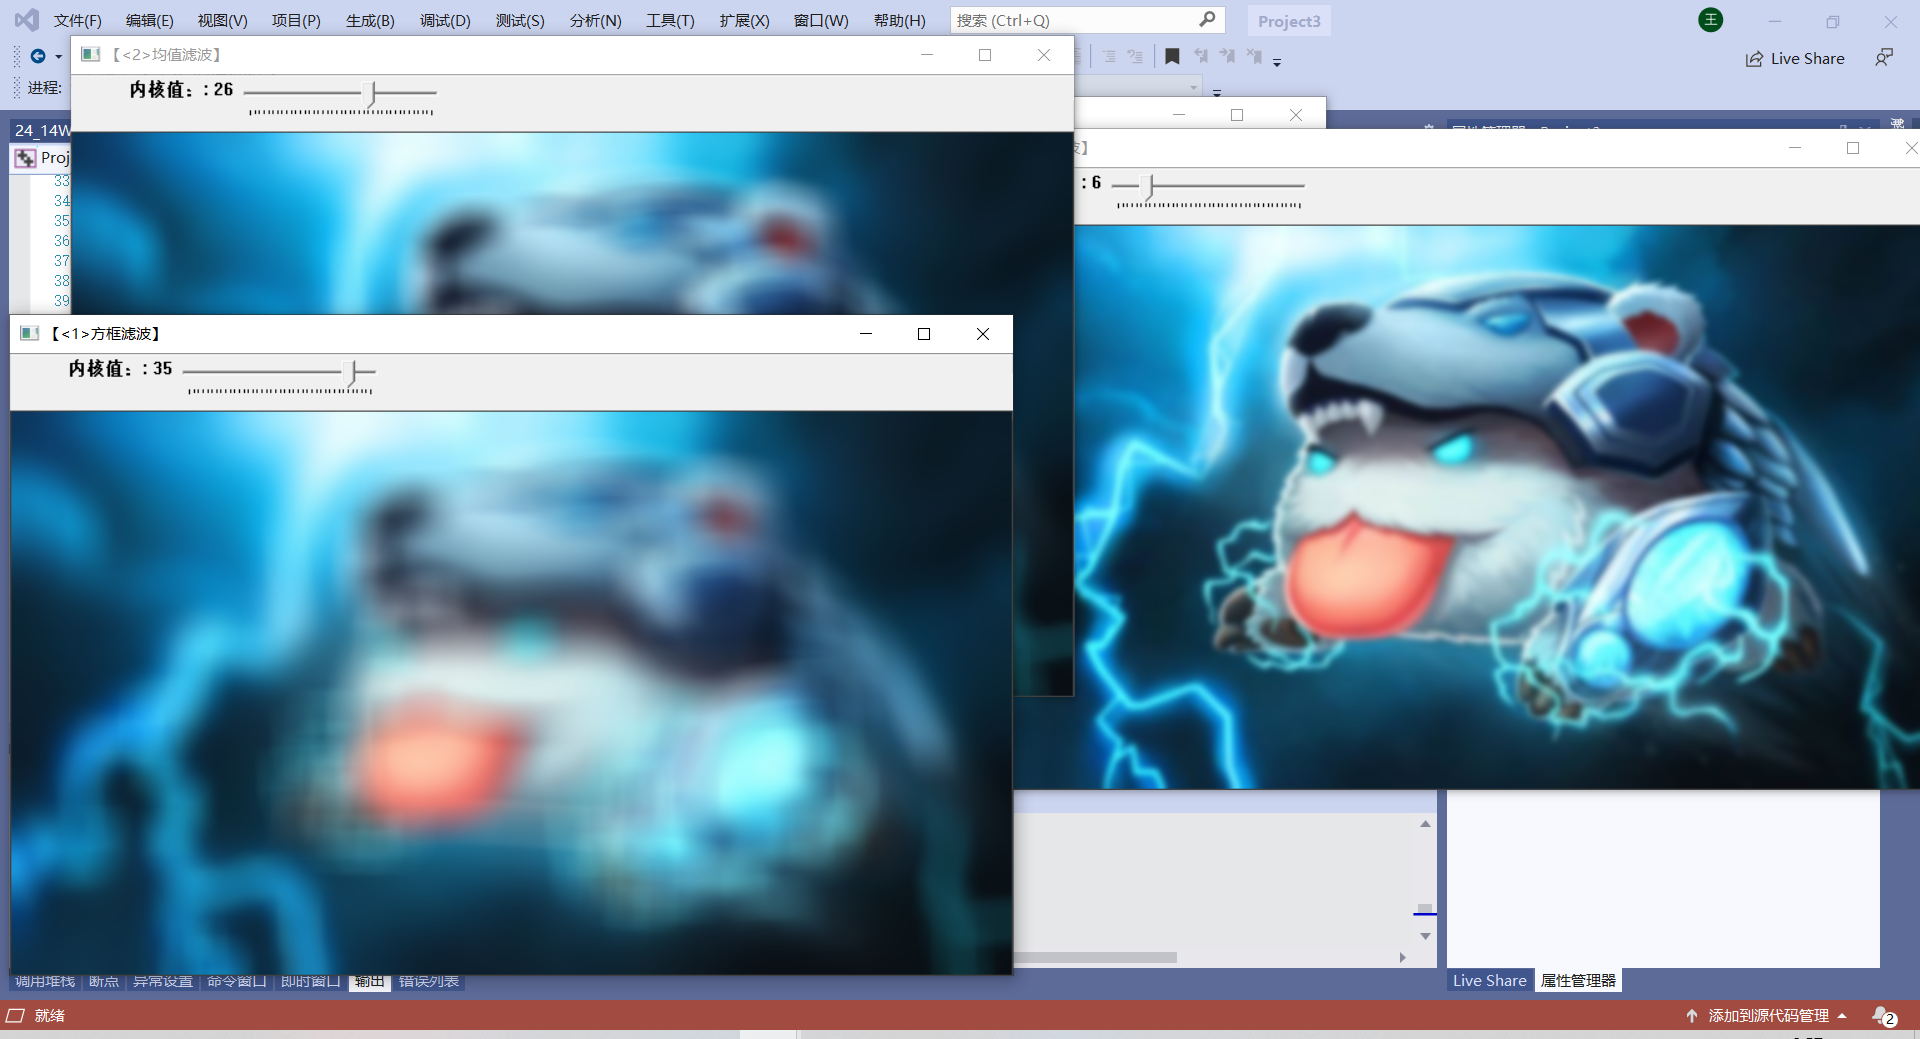 文件(F) 编辑(E) 视图(V) 项目(P) 生成(B) 调试(D) 测试(S) 分析(N) 工具(T) 扩展(X) 窗口(W) 帮助(H) 搜索 (Ctrl+Q) Project3 王
【<2>均值滤波】
Live Share
进程:
内核值: : 26
24_14W
Proj
波】
: 6
33
34
35
36
37
38
39
【<1>方框滤波】
内核值: : 35
调用堆栈 断点 异常设置 命令窗口 即时窗口 输出 错误列表
Live Share 属性管理器
就绪 添加到源代码管理 2